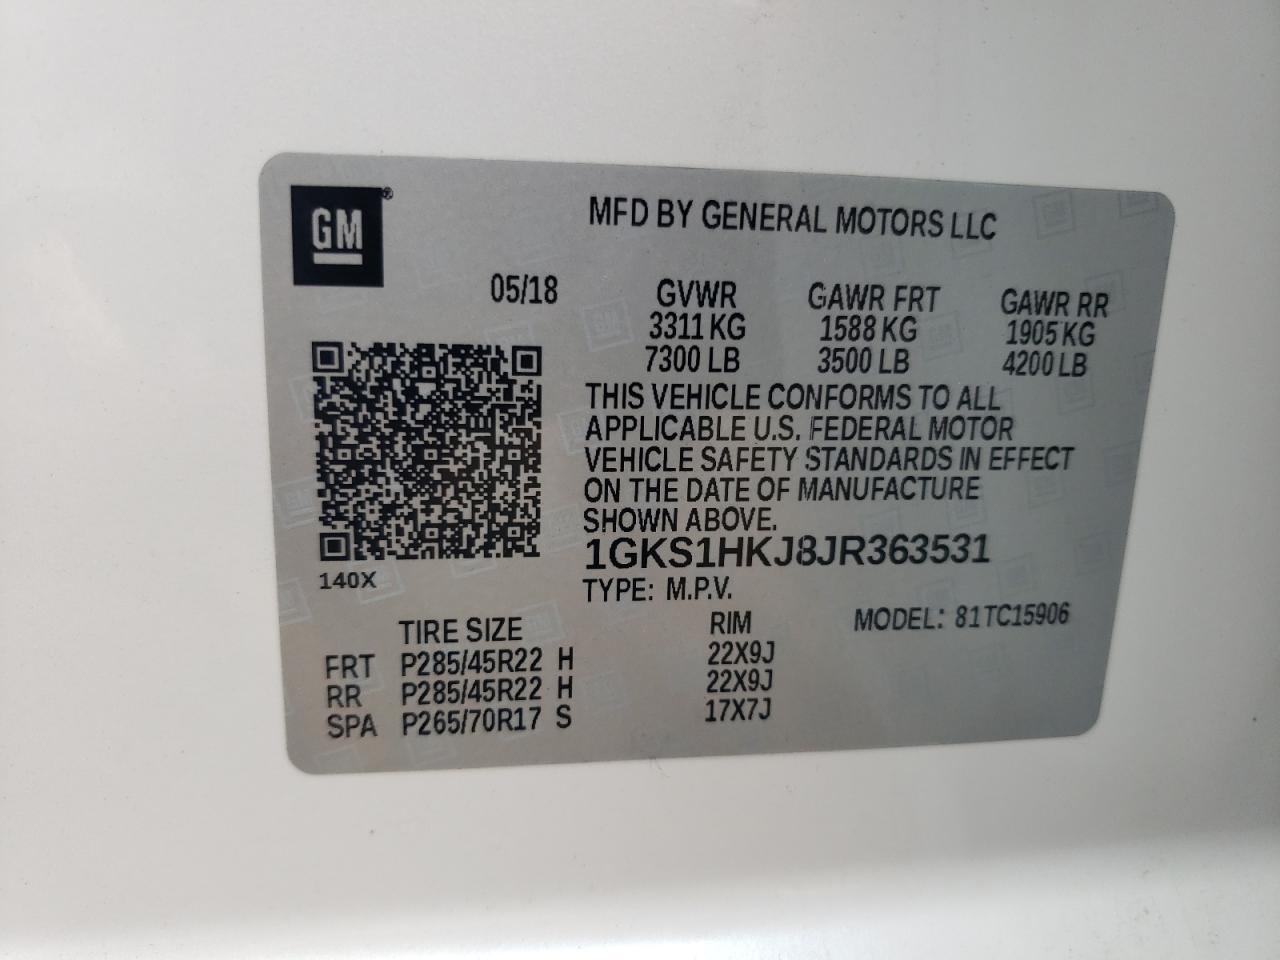 GM®
MFD BY GENERAL MOTORS LLC
05/18
GVWR GAWR FRT GAWR RR
3311 KG 1588 KG 1905 KG
7300 LB 3500 LB 4200 LB
THIS VEHICLE CONFORMS TO ALL
APPLICABLE U.S. FEDERAL MOTOR
VEHICLE SAFETY STANDARDS IN EFFECT
ON THE DATE OF MANUFACTURE
SHOWN ABOVE.
1GKS1HKJ8JR363531
140X
TYPE: M.P.V.
MODEL: 81TC15906
TIRE SIZE RIM
FRT P285/45R22 H 22X9J
RR P285/45R22 H 22X9J
SPA P265/70R17 S 17X7J